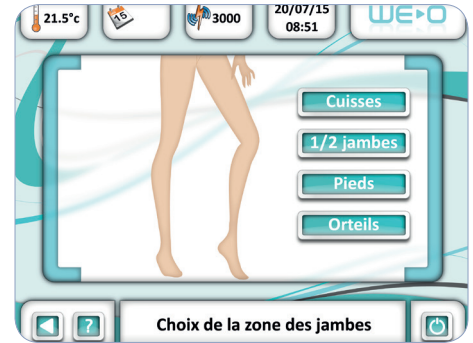 21.5°c
15
3000
20/07/15
08:51
WE▸O
Cuisses
1/2 jambes
Pieds
Orteils
?
Choix de la zone des jambes